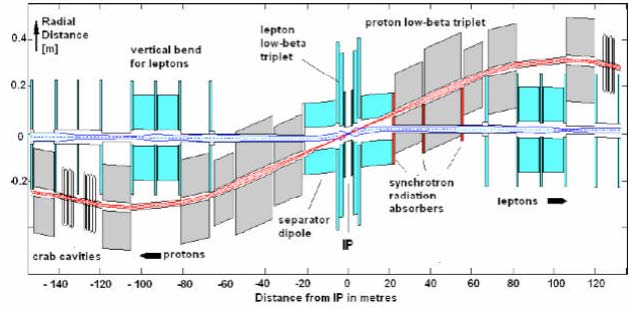 Radial
Distance
[m]
0.4
0.2
0
-0.2
vertical bend
for leptons
lepton
low-beta
triplet
proton low-beta triplet
separator
dipole
synchrotron
radiation
absorbers
leptons
crab cavities
protons
IP
- 140 -120 - 100 - 80 -60 -40 -20 0 20 40 60 80 100 120
Distance from IP in metres